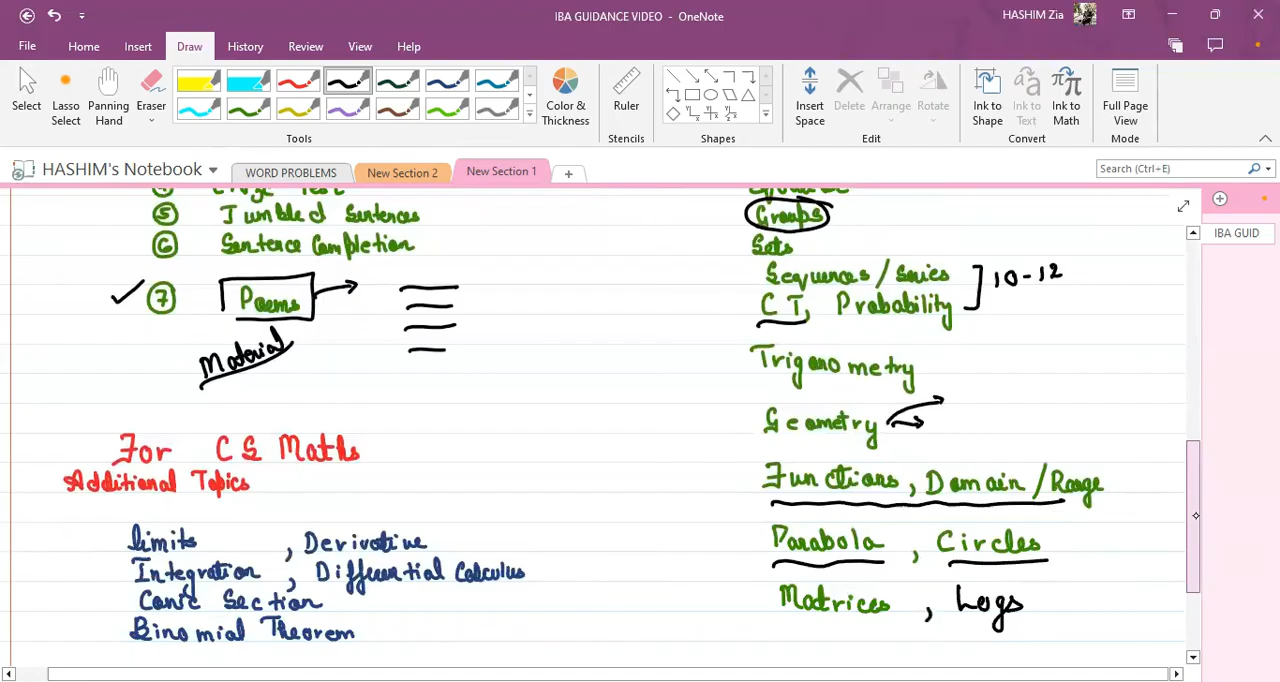 IBA GUIDANCE VIDEO - OneNote
HASHIM Zia
File Home Insert Draw History Review View Help
Select
Lasso Select
Panning Hand
Eraser
Color & Thickness
Ruler
Insert Space
Delete
Arrange
Rotate
Ink to Shape
Ink to Text
Ink to Math
Full Page View
Tools
Stencils
Shapes
Edit
Convert
Mode
HASHIM's Notebook
WORD PROBLEMS
New Section 2
New Section 1
Search (Ctrl+E)
IBA GUID
5 Jumbled Sentences
6 Sentence Completion
7 Poems
Material
For CS Maths
Additional Topics
limits , Derivative
Integration , Differential Calculus
Conic Section
Binomial Theorem
Groups
Sets
Sequences / Series
CT, Probability
10-12
Trigonometry
Geometry
Functions, Domain / Range
Parabola , Circles
Matrices , Logs